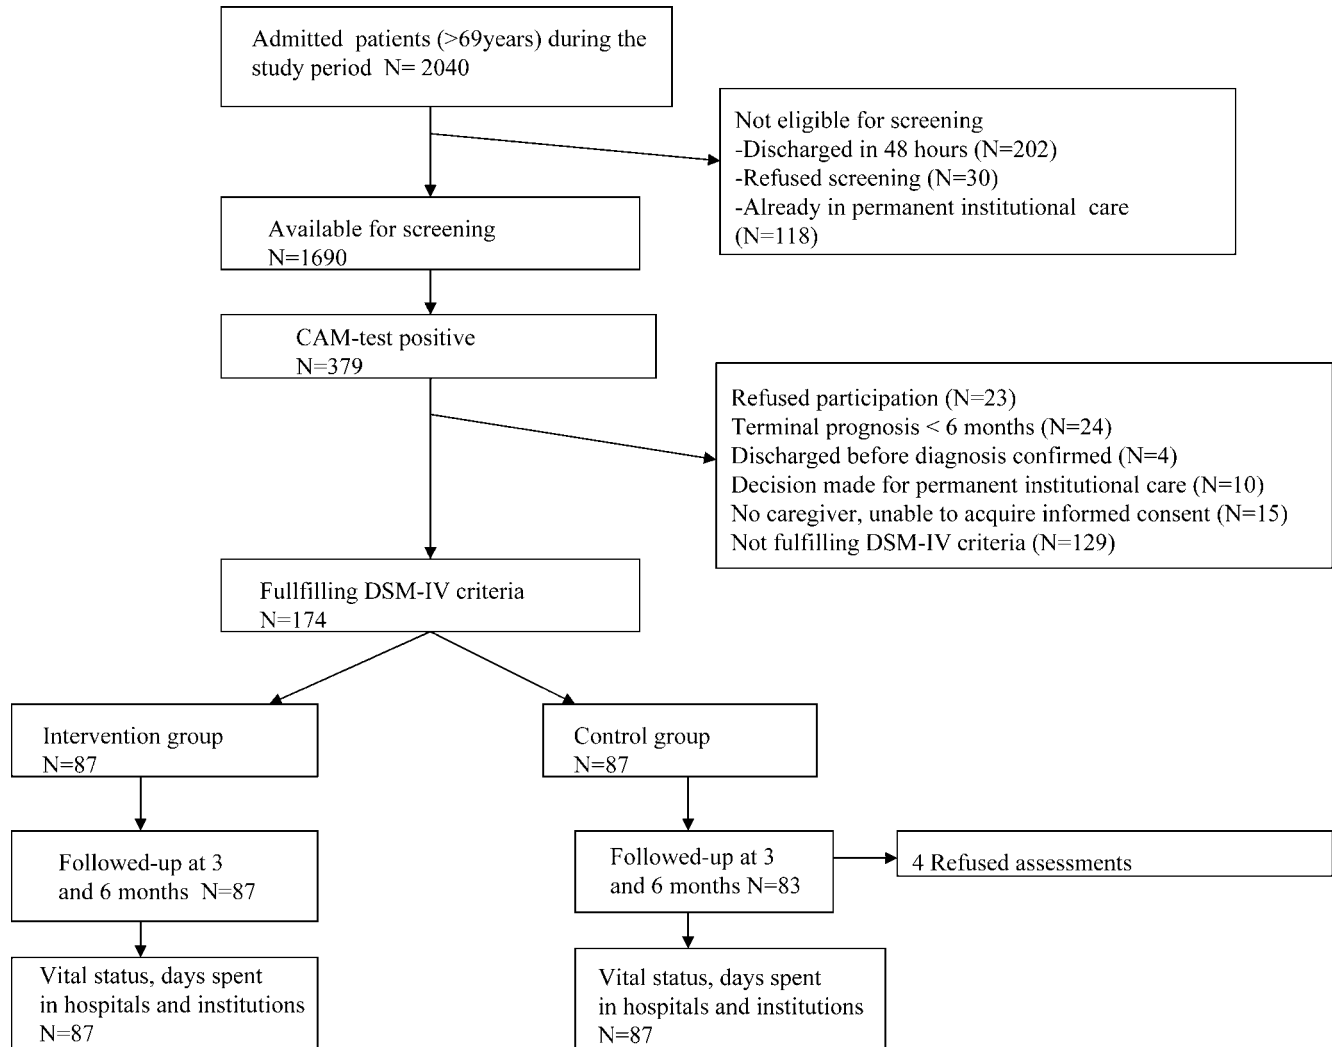 Admitted  patients (>69years) during the
study period  N= 2040
Not eligible for screening
-Discharged in 48 hours (N=202)
-Refused screening (N=30)
-Already in permanent institutional  care
(N=118)
Available for screening
N=1690
CAM-test positive
N=379
Refused participation (N=23)
Terminal prognosis < 6 months (N=24)
Discharged before diagnosis confirmed (N=4)
Decision made for permanent institutional care (N=10)
No caregiver, unable to acquire informed consent (N=15)
Not fulfilling DSM-IV criteria (N=129)
Fullfilling DSM-IV criteria
N=174
Intervention group
N=87
Control group
N=87
Followed-up at 3
and 6 months  N=87
Followed-up at 3
and 6 months N=83
4 Refused assessments
Vital status, days spent
in hospitals and institutions
N=87
Vital status, days spent
in hospitals and institutions
N=87